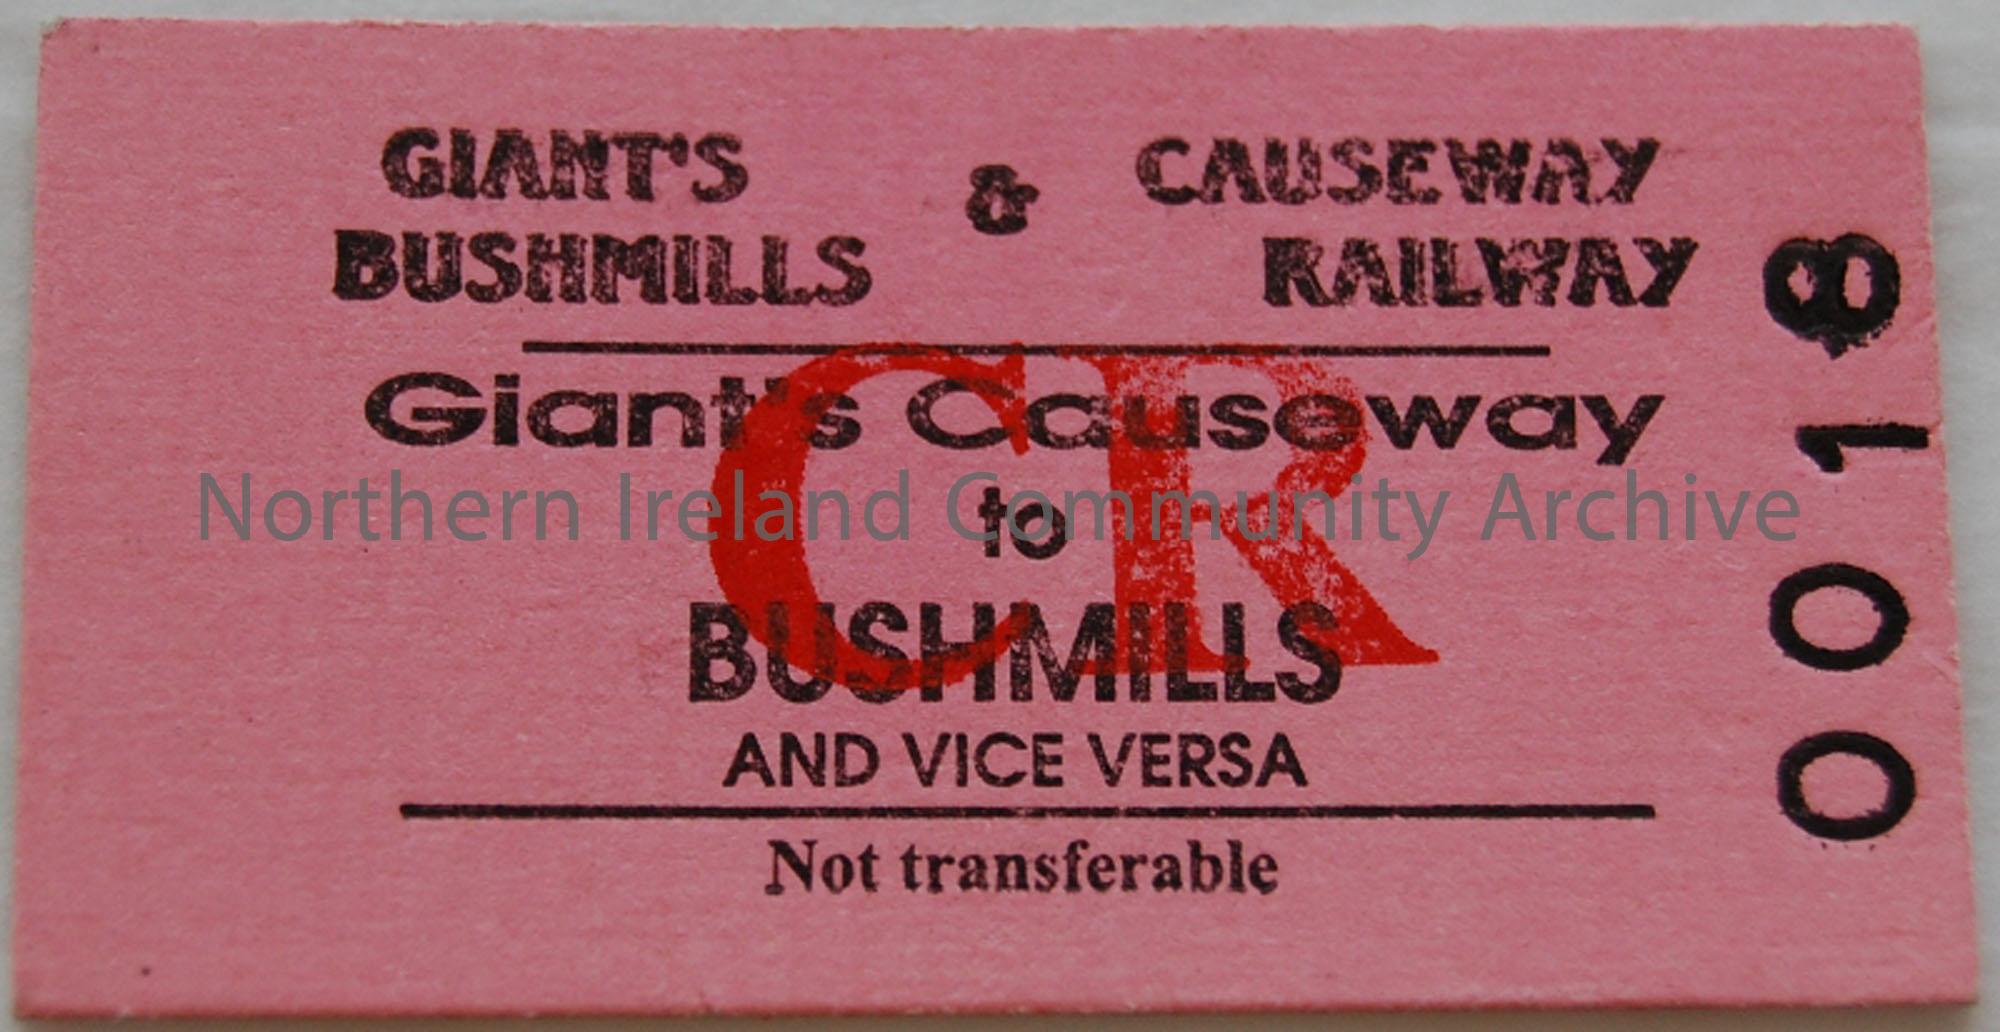 GIANT'S & CAUSEWAY
BUSHMILLS RAILWAY
Giant's Causeway
to
BUSHMILLS
AND VICE VERSA
Not transferable
CR
0018
Northern Ireland Community Archive